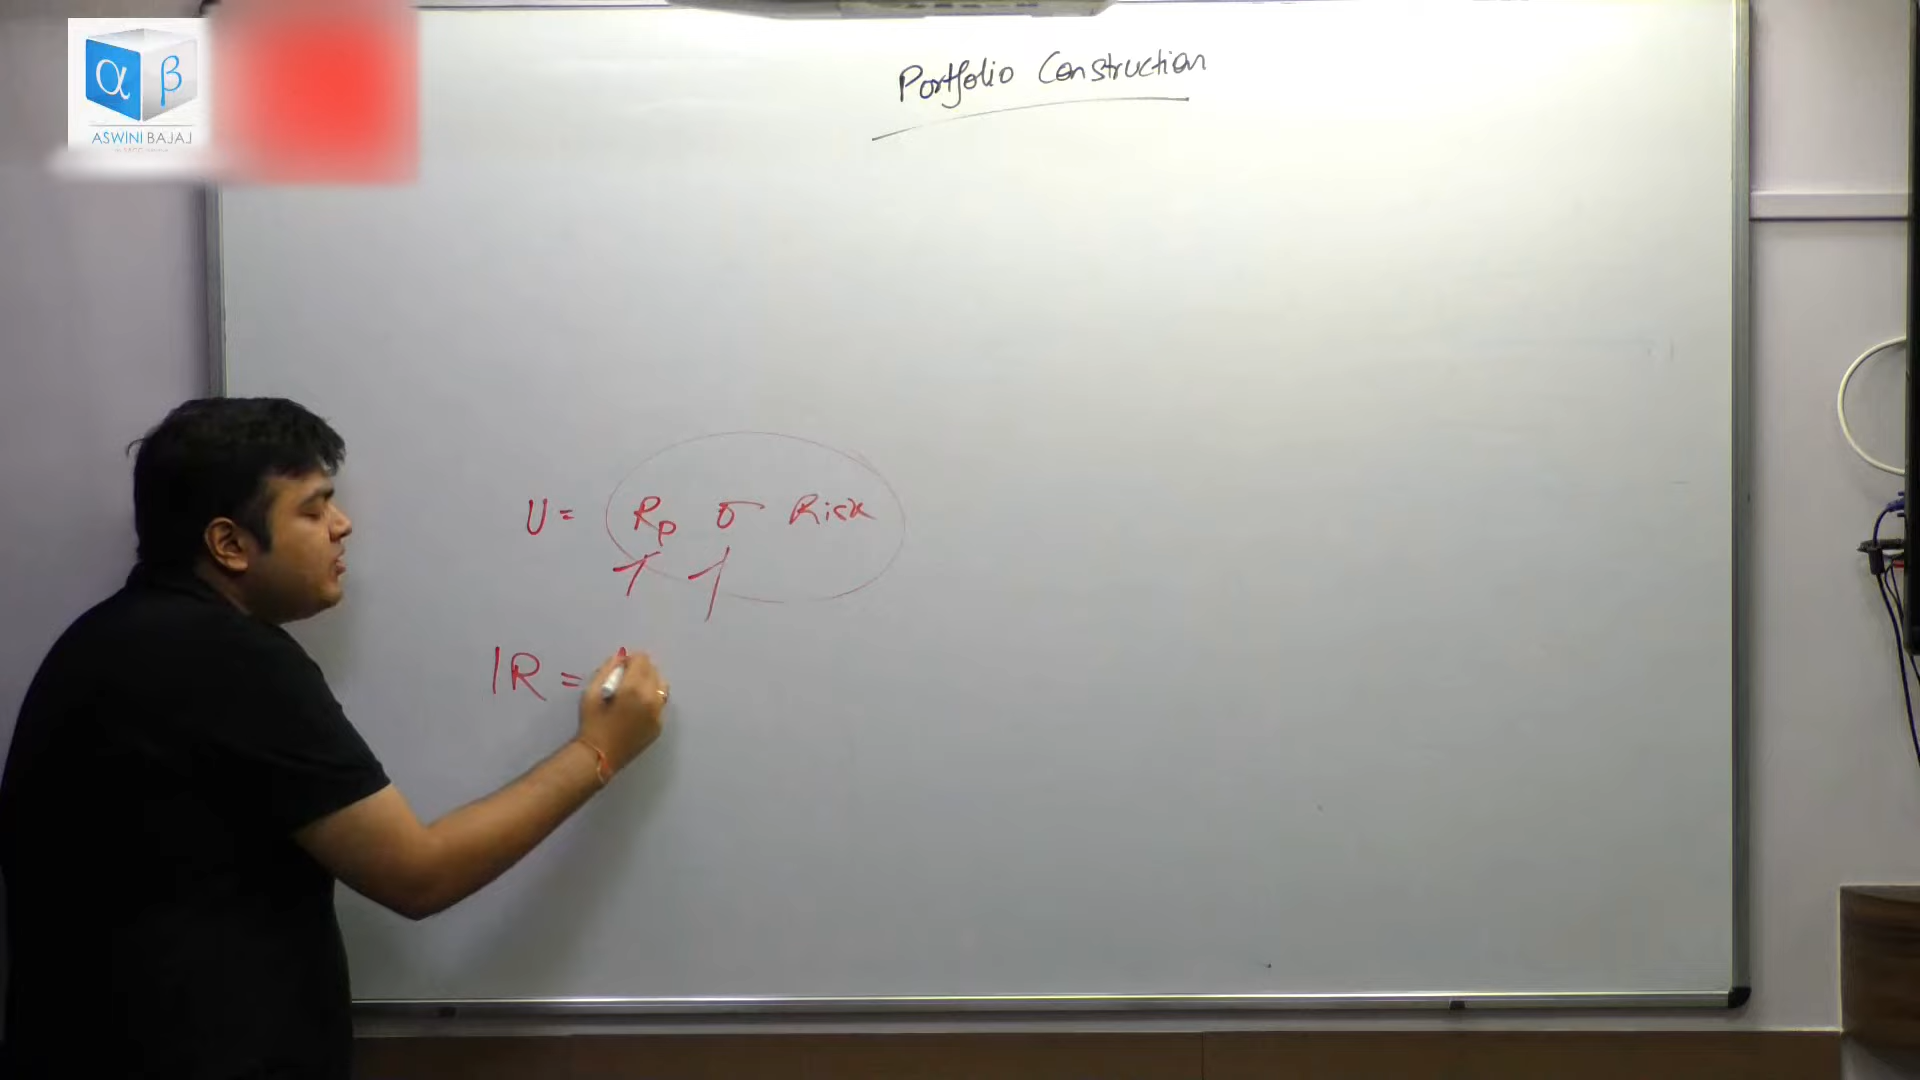 α β
ASWINI BAJAJ
Portfolio Construction
U = Rp σ Risk
IR =